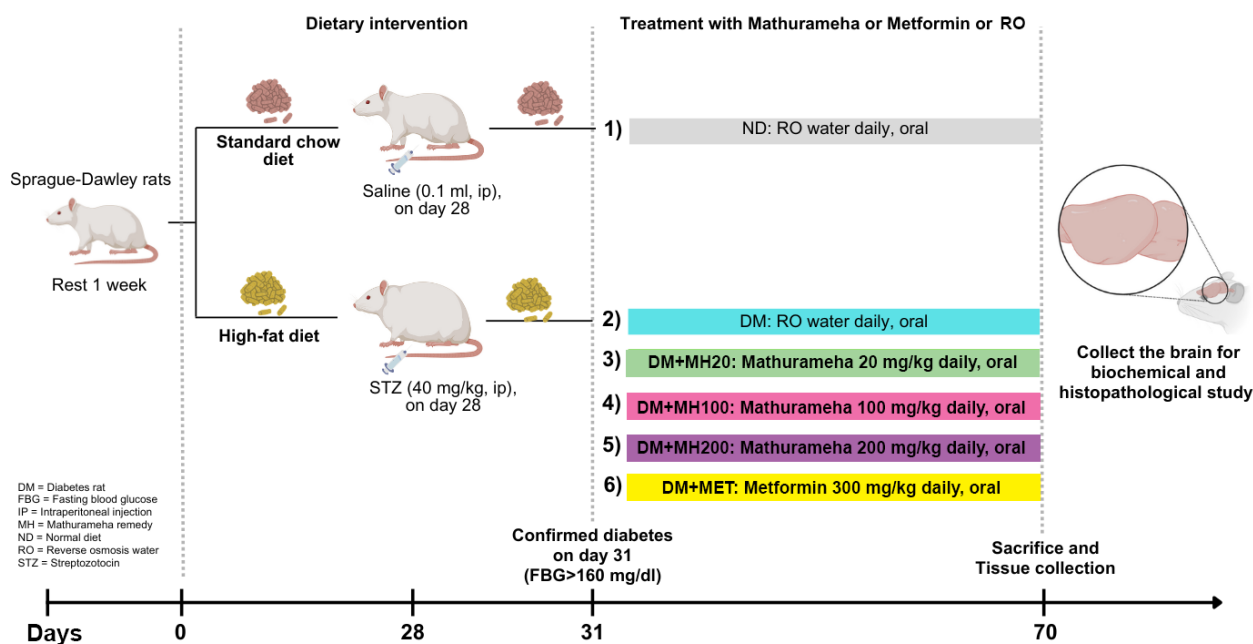 Dietary intervention
Treatment with Mathurameha or Metformin or RO
Sprague-Dawley rats
Rest 1 week
Standard chow
diet
Saline (0.1 ml, ip),
on day 28
High-fat diet
STZ (40 mg/kg, ip),
on day 28
1)
ND: RO water daily, oral
2)
DM: RO water daily, oral
3)
DM+MH20: Mathurameha 20 mg/kg daily, oral
4)
DM+MH100: Mathurameha 100 mg/kg daily, oral
5)
DM+MH200: Mathurameha 200 mg/kg daily, oral
6)
DM+MET: Metformin 300 mg/kg daily, oral
Collect the brain for
biochemical and
histopathological study
DM = Diabetes rat
FBG = Fasting blood glucose
IP = Intraperitoneal injection
MH = Mathurameha remedy
ND = Normal diet
RO = Reverse osmosis water
STZ = Streptozotocin
Confirmed diabetes
on day 31
(FBG>160 mg/dl)
Sacrifice and
Tissue collection
Days
0
28
31
70